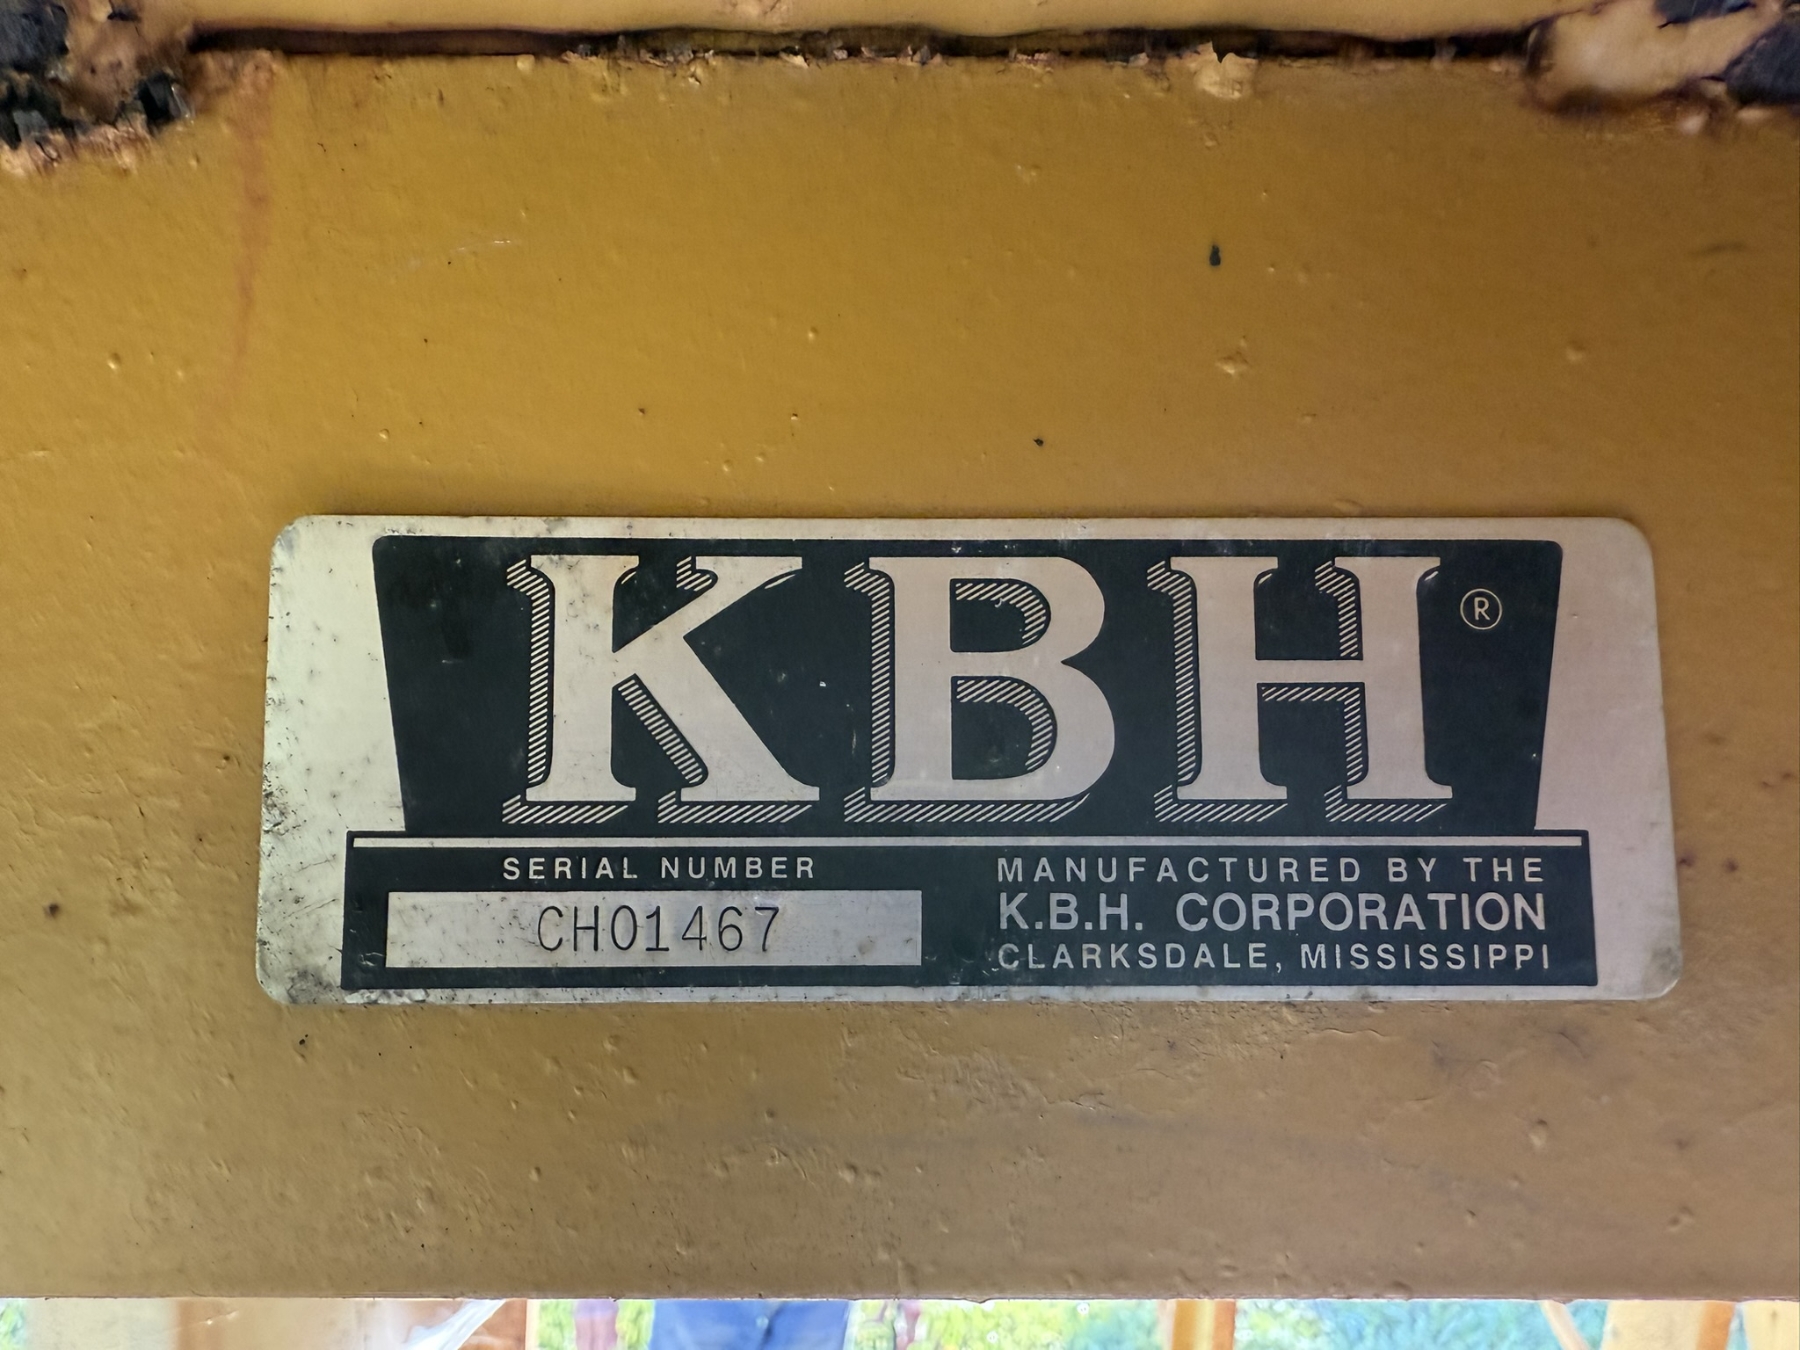 KBH ®
SERIAL NUMBER
CH01467
MANUFACTURED BY THE
K.B.H. CORPORATION
CLARKSDALE, MISSISSIPPI